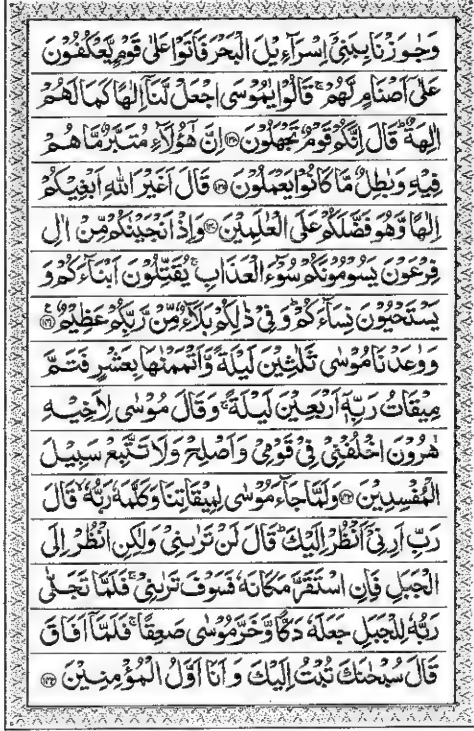 وَجٰوَزْنَا بِبَنِیْۤ اِسْرَآءِیْلَ الْبَحْرَ فَاَتَوْا عَلٰی قَوْمٍ یَّعْكُفُوْنَ
عَلٰۤی اَصْنَامٍ لَّهُمْ ۚ قَالُوْا یٰمُوْسَی اجْعَلْ لَّنَاۤ اِلٰهًا كَمَا لَهُمْ
اٰلِهَةٌ ؕ قَالَ اِنَّكُمْ قَوْمٌ تَجْهَلُوْنَ ۝۱۳۸ اِنَّ هٰۤؤُلَآءِ مُتَبَّرٌ مَّا هُمْ
فِیْهِ وَبٰطِلٌ مَّا كَانُوْا یَعْمَلُوْنَ ۝۱۳۹ قَالَ اَغَیْرَ اللّٰهِ اَبْغِیْكُمْ
اِلٰهًا وَّهُوَ فَضَّلَكُمْ عَلَی الْعٰلَمِیْنَ ۝۱۴۰ وَاِذْ اَنْجَیْنٰكُمْ مِّنْ اٰلِ
فِرْعَوْنَ یَسُوْمُوْنَكُمْ سُوْٓءَ الْعَذَابِ ۚ یُقَتِّلُوْنَ اَبْنَآءَكُمْ وَ
یَسْتَحْیُوْنَ نِسَآءَكُمْ ؕ وَفِیْ ذٰلِكُمْ بَلَآءٌ مِّنْ رَّبِّكُمْ عَظِیْمٌ ۝۱۴۱ ع
وَوٰعَدْنَا مُوْسٰی ثَلٰثِیْنَ لَیْلَةً وَّاَتْمَمْنٰهَا بِعَشْرٍ فَتَمَّ
مِیْقَاتُ رَبِّهٖۤ اَرْبَعِیْنَ لَیْلَةً ۚ وَقَالَ مُوْسٰی لِاَخِیْهِ
هٰرُوْنَ اخْلُفْنِیْ فِیْ قَوْمِیْ وَاَصْلِحْ وَلَا تَتَّبِعْ سَبِیْلَ
الْمُفْسِدِیْنَ ۝۱۴۲ وَلَمَّا جَآءَ مُوْسٰی لِمِیْقَاتِنَا وَكَلَّمَهٗ رَبُّهٗ ۙ قَالَ
رَبِّ اَرِنِیْۤ اَنْظُرْ اِلَیْكَ ؕ قَالَ لَنْ تَرٰىنِیْ وَلٰكِنِ انْظُرْ اِلَی
الْجَبَلِ فَاِنِ اسْتَقَرَّ مَكَانَهٗ فَسَوْفَ تَرٰىنِیْ ۚ فَلَمَّا تَجَلّٰی
رَبُّهٗ لِلْجَبَلِ جَعَلَهٗ دَكًّا وَّخَرَّ مُوْسٰی صَعِقًا ۚ فَلَمَّاۤ اَفَاقَ
قَالَ سُبْحٰنَكَ تُبْتُ اِلَیْكَ وَاَنَا اَوَّلُ الْمُؤْمِنِیْنَ ۝۱۴۳